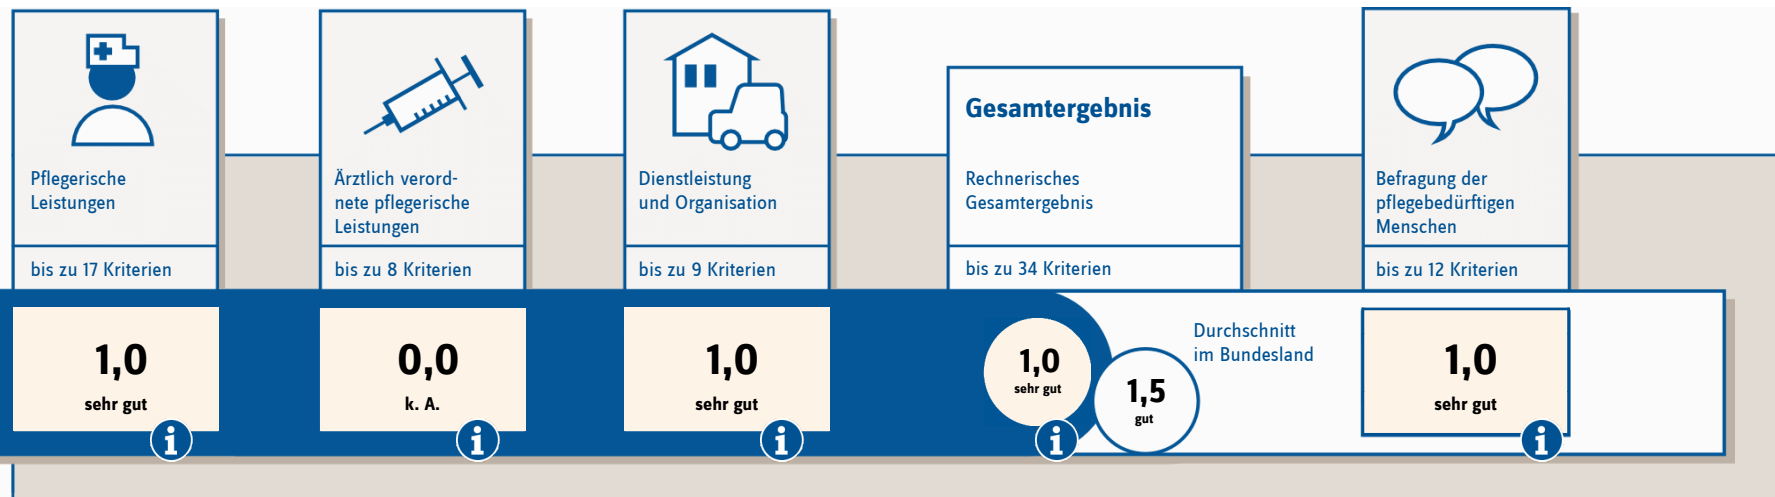 Pflegerische
Leistungen
bis zu 17 Kriterien
1,0
sehr gut
i
Ärztlich verord-
nete pflegerische
Leistungen
bis zu 8 Kriterien
0,0
k. A.
i
Dienstleistung
und Organisation
bis zu 9 Kriterien
1,0
sehr gut
i
Gesamtergebnis
Rechnerisches
Gesamtergebnis
bis zu 34 Kriterien
1,0
sehr gut
i
1,5
gut
Durchschnitt
im Bundesland
Befragung der
pflegebedürftigen
Menschen
bis zu 12 Kriterien
1,0
sehr gut
i